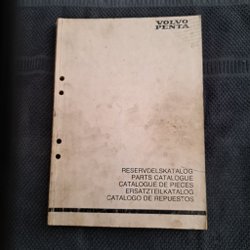 VOLVO
PENTA
RESERVDELSKATALOG
PARTS CATALOGUE
CATALOGUE DE PIECES
ERSATZTEILKATALOG
CATALOGO DE REPUESTOS